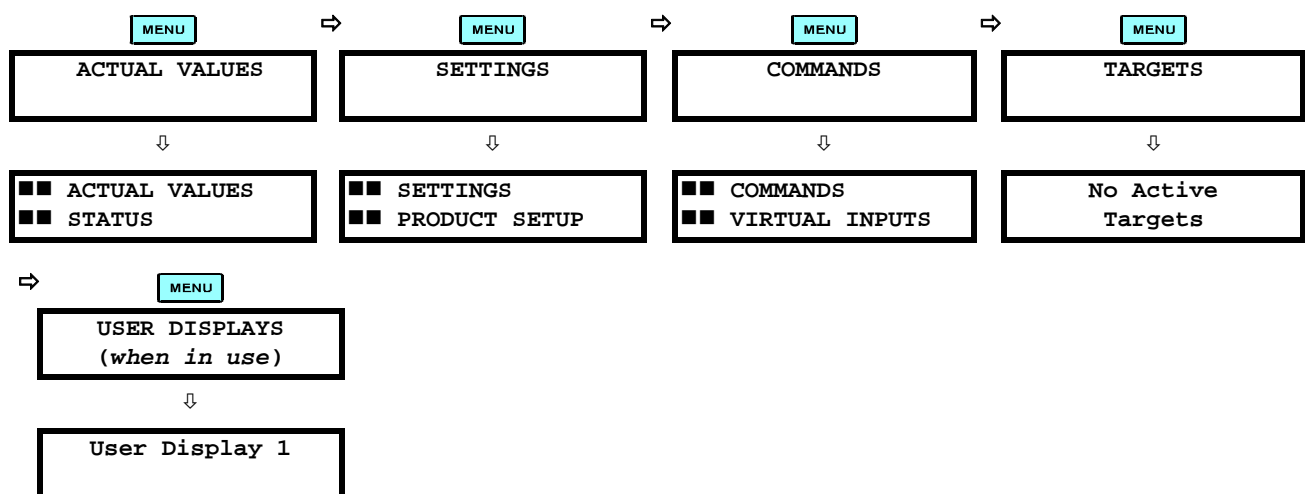 MENU
ACTUAL VALUES
MENU
SETTINGS
MENU
COMMANDS
MENU
TARGETS
ACTUAL VALUES
STATUS
SETTINGS
PRODUCT SETUP
COMMANDS
VIRTUAL INPUTS
No Active
Targets
MENU
USER DISPLAYS
(when in use)
User Display 1